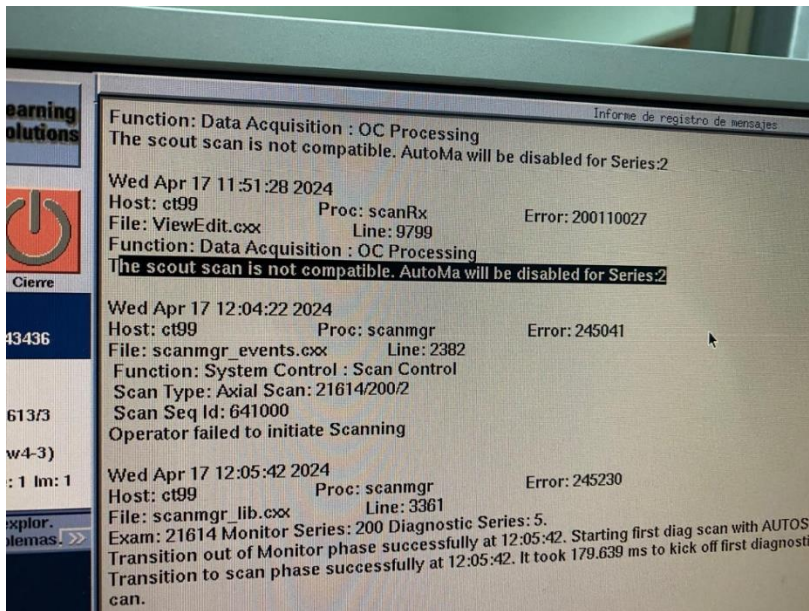 Informe de registro de mensajes
Function: Data Acquisition : OC Processing
The scout scan is not compatible. AutoMa will be disabled for Series:2
Wed Apr 17 11:51:28 2024
Host: ct99 Proc: scanRx Error: 200110027
File: ViewEdit.cxx Line: 9799
Function: Data Acquisition : OC Processing
The scout scan is not compatible. AutoMa will be disabled for Series:2
Wed Apr 17 12:04:22 2024
Host: ct99 Proc: scanmgr Error: 245041
File: scanmgr_events.cxx Line: 2382
Function: System Control : Scan Control
Scan Type: Axial Scan: 21614/200/2
Scan Seq Id: 641000
Operator failed to initiate Scanning
Wed Apr 17 12:05:42 2024
Host: ct99 Proc: scanmgr Error: 245230
File: scanmgr_lib.cxx Line: 3361
Exam: 21614 Monitor Series: 200 Diagnostic Series: 5.
Transition out of Monitor phase successfully at 12:05:42. Starting first diag scan with AUTOS
Transition to scan phase successfully at 12:05:42. It took 179.639 ms to kick off first diagnosti
can.
earning
olutions
Cierre
43436
613/3
w4-3)
: 1 Im: 1
explor.
lemas. >>